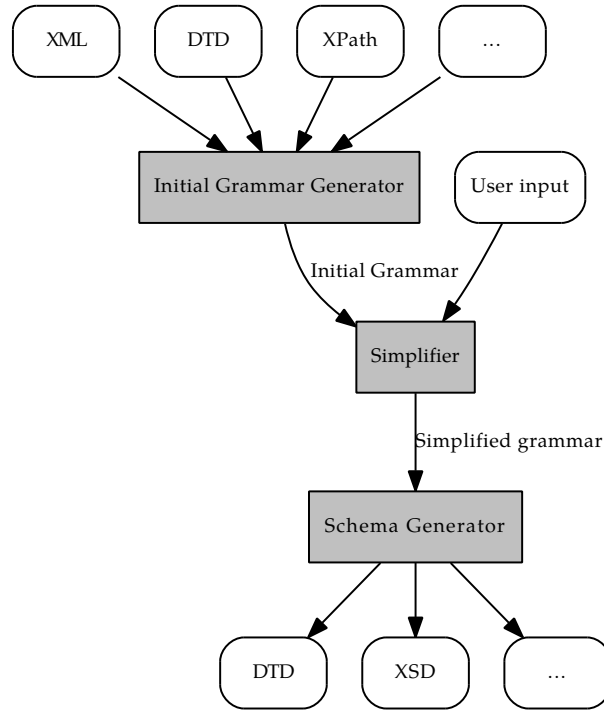 XML
DTD
XPath
…
Initial Grammar Generator
User input
Initial Grammar
Simplifier
Simplified grammar
Schema Generator
DTD
XSD
…